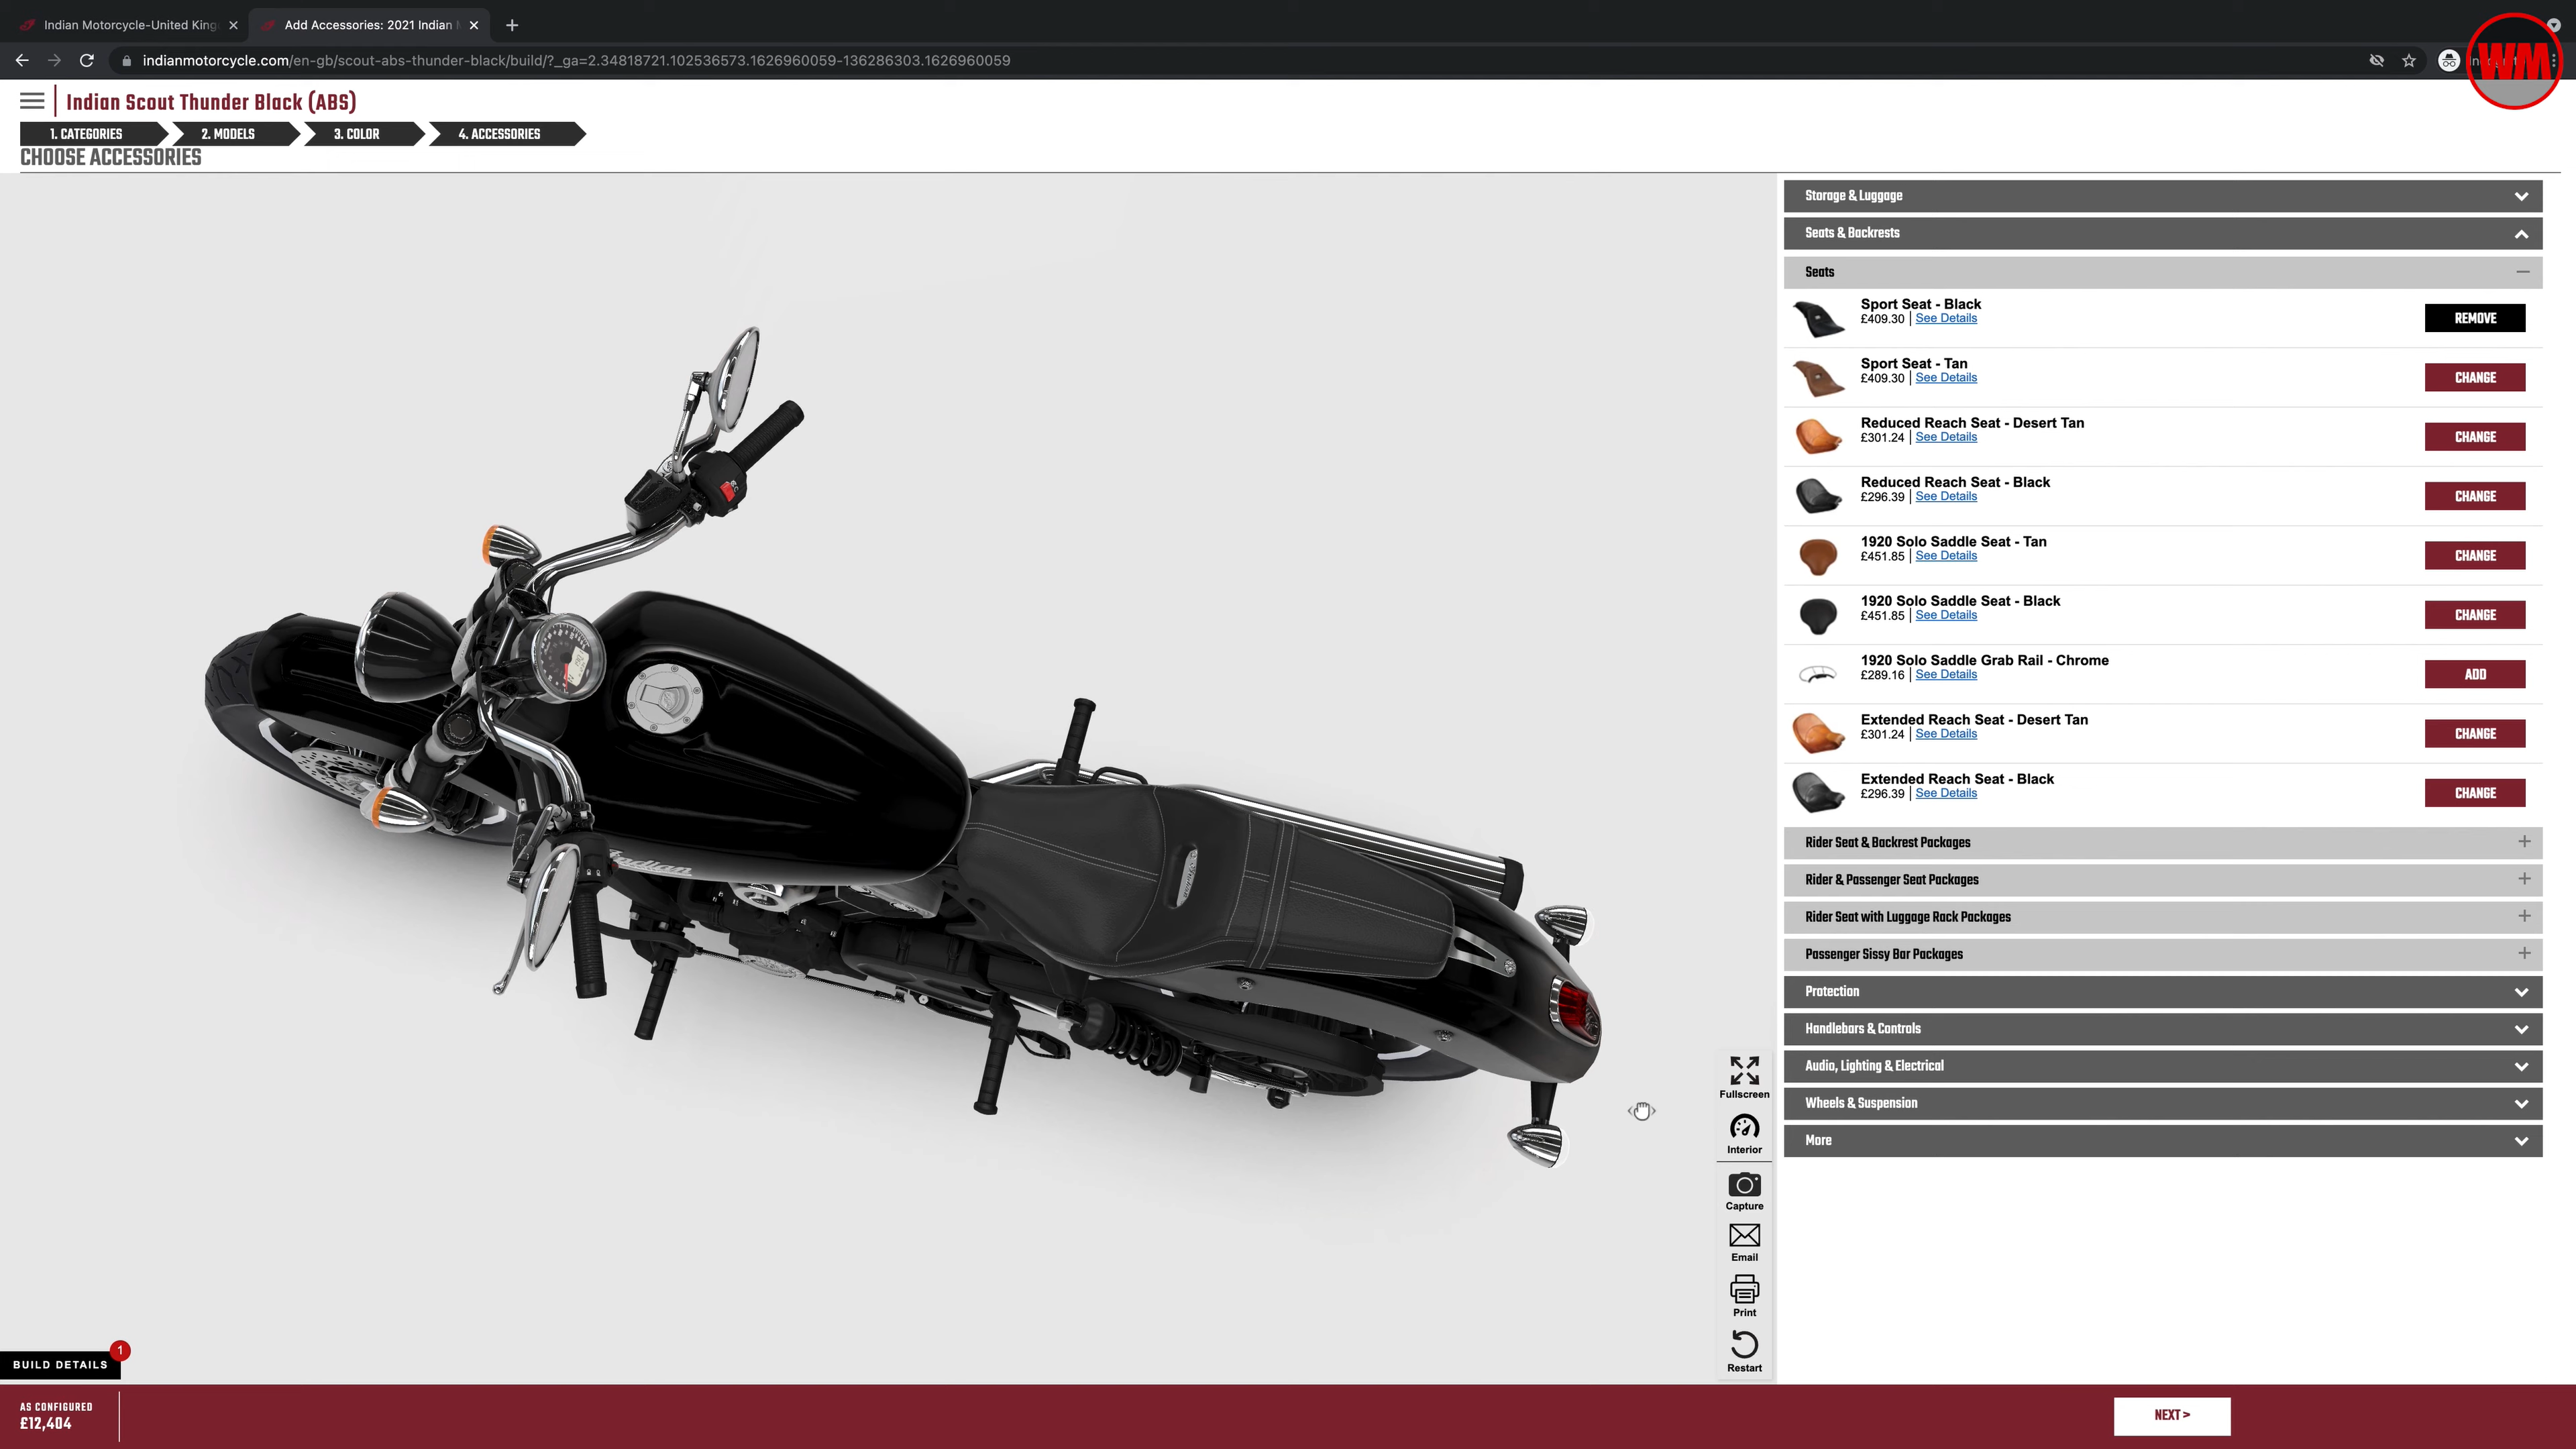 Indian Motorcycle-United King
Add Accessories: 2021 Indian M
indianmotorcycle.com/en-gb/scout-abs-thunder-black/build/?_ga=2.34818721.102536573.1626960059-136286303.1626960059
WM
Indian Scout Thunder Black (ABS)
1. CATEGORIES
2. MODELS
3. COLOR
4. ACCESSORIES
CHOOSE ACCESSORIES
Storage & Luggage
Seats & Backrests
Seats
Sport Seat - Black
£409.30 | See Details
REMOVE
Sport Seat - Tan
£409.30 | See Details
CHANGE
Reduced Reach Seat - Desert Tan
£301.24 | See Details
CHANGE
Reduced Reach Seat - Black
£296.39 | See Details
CHANGE
1920 Solo Saddle Seat - Tan
£451.85 | See Details
CHANGE
1920 Solo Saddle Seat - Black
£451.85 | See Details
CHANGE
1920 Solo Saddle Grab Rail - Chrome
£289.16 | See Details
ADD
Extended Reach Seat - Desert Tan
£301.24 | See Details
CHANGE
Extended Reach Seat - Black
£296.39 | See Details
CHANGE
Rider Seat & Backrest Packages
Rider & Passenger Seat Packages
Rider Seat with Luggage Rack Packages
Passenger Sissy Bar Packages
Protection
Handlebars & Controls
Audio, Lighting & Electrical
Wheels & Suspension
More
Indian
Fullscreen
Interior
Capture
Email
Print
Restart
BUILD DETAILS
1
AS CONFIGURED
£12,404
NEXT >